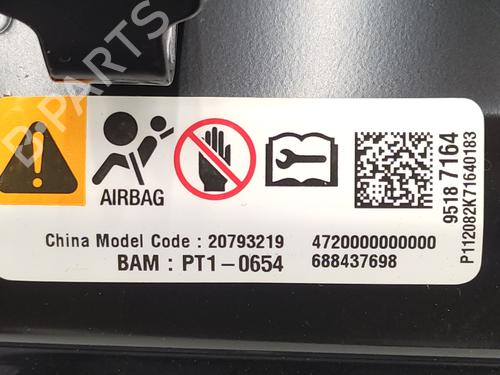 B PARTS
AIRBAG
9518 7164
P112082K71640183
China Model Code : 20793219
4720000000000
BAM : PT1-0654
688437698